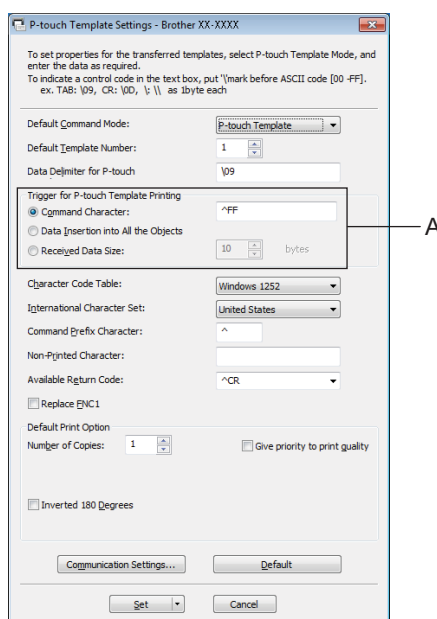 P-touch Template Settings - Brother XX-XXXX
To set properties for the transferred templates, select P-touch Template Mode, and
enter the data as required.
To indicate a control code in the text box, put '\'mark before ASCII code [00 -FF].
ex. TAB: \09, CR: \0D, \: \\ as 1byte each
Default Command Mode: P-touch Template
Default Template Number: 1
Data Delimiter for P-touch \09
Trigger for P-touch Template Printing
Command Character: ^FF
A
Data Insertion into All the Objects
Received Data Size: 10 bytes
Character Code Table: Windows 1252
International Character Set: United States
Command Prefix Character: ^
Non-Printed Character:
Available Return Code: ^CR
Replace FNC1
Default Print Option
Number of Copies: 1 Give priority to print quality
Inverted 180 Degrees
Communication Settings... Default
Set Cancel